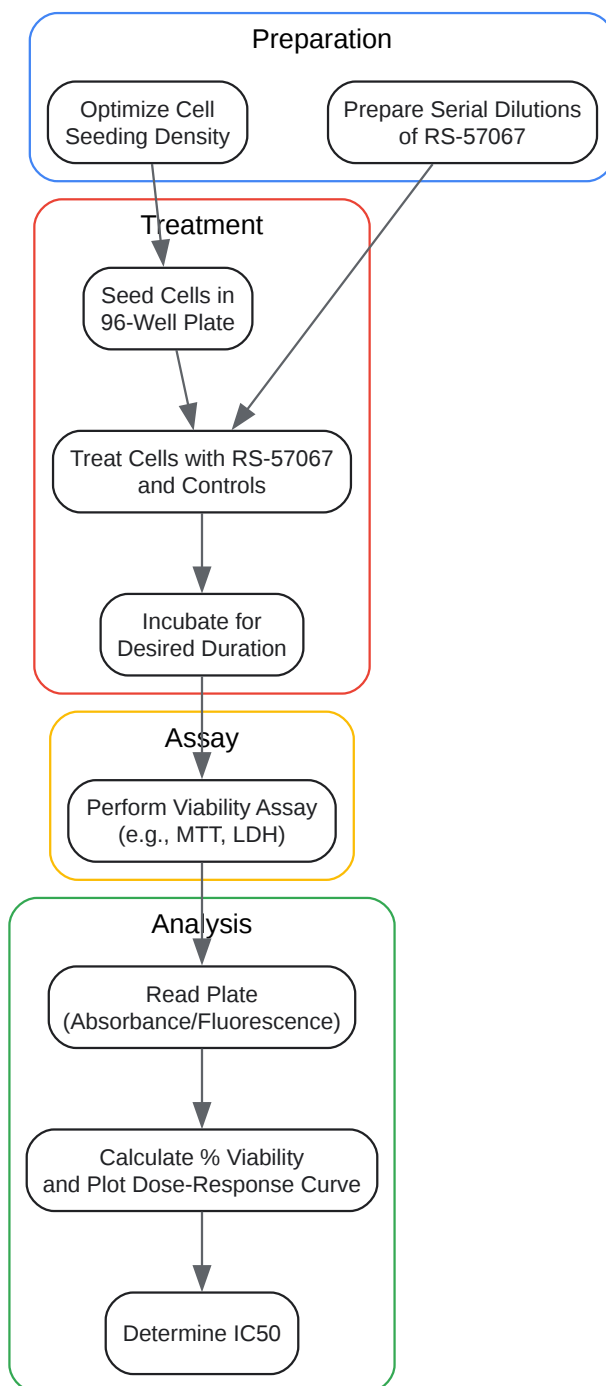 Preparation
Optimize Cell
Seeding Density
Prepare Serial Dilutions
of RS-57067
Treatment
Seed Cells in
96-Well Plate
Treat Cells with RS-57067
and Controls
Incubate for
Desired Duration
Assay
Perform Viability Assay
(e.g., MTT, LDH)
Analysis
Read Plate
(Absorbance/Fluorescence)
Calculate % Viability
and Plot Dose-Response Curve
Determine IC50